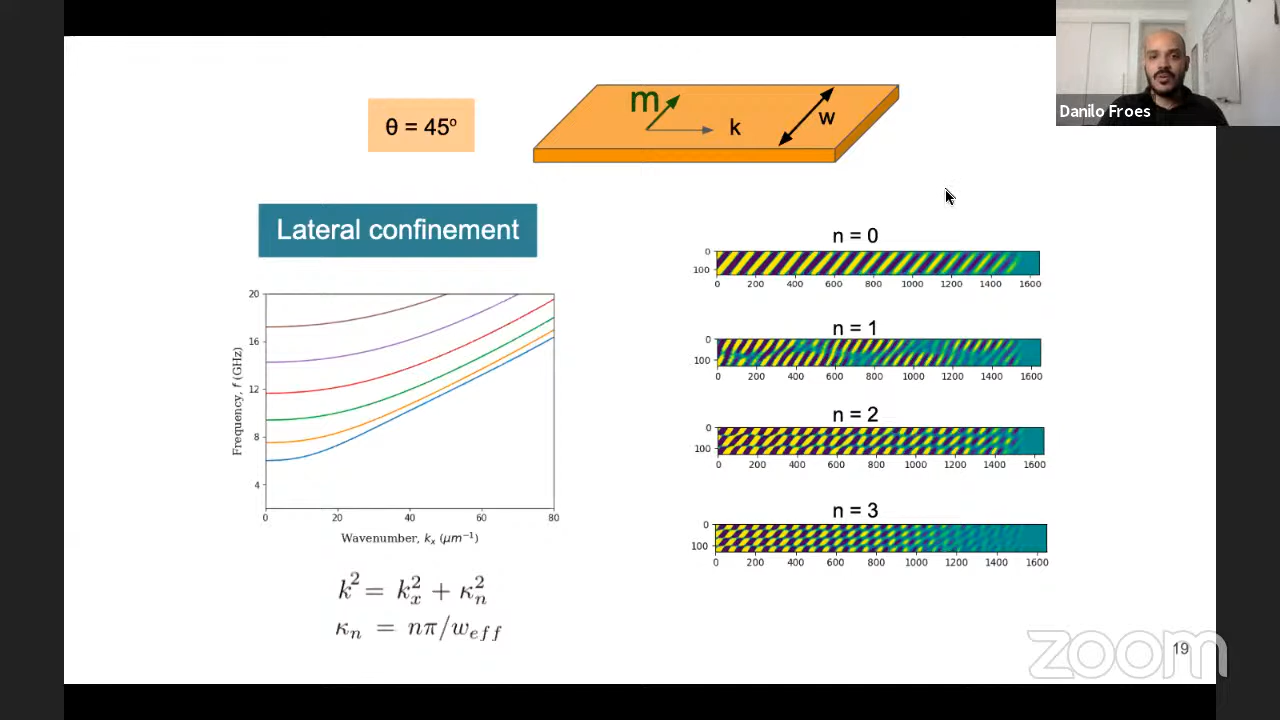 Danilo Froes
θ = 45º
m
k
w
Lateral confinement
20
16
12
8
4
Frequency, f (GHz)
0 20 40 60 80
Wavenumber, kₓ (μm⁻¹)
k² = kₓ² + κₙ²
κₙ = nπ/w_eff
n = 0
0
100
0 200 400 600 800 1000 1200 1400 1600
n = 1
0
100
0 200 400 600 800 1000 1200 1400 1600
n = 2
0
100
0 200 400 600 800 1000 1200 1400 1600
n = 3
0
100
0 200 400 600 800 1000 1200 1400 1600
zoom
19